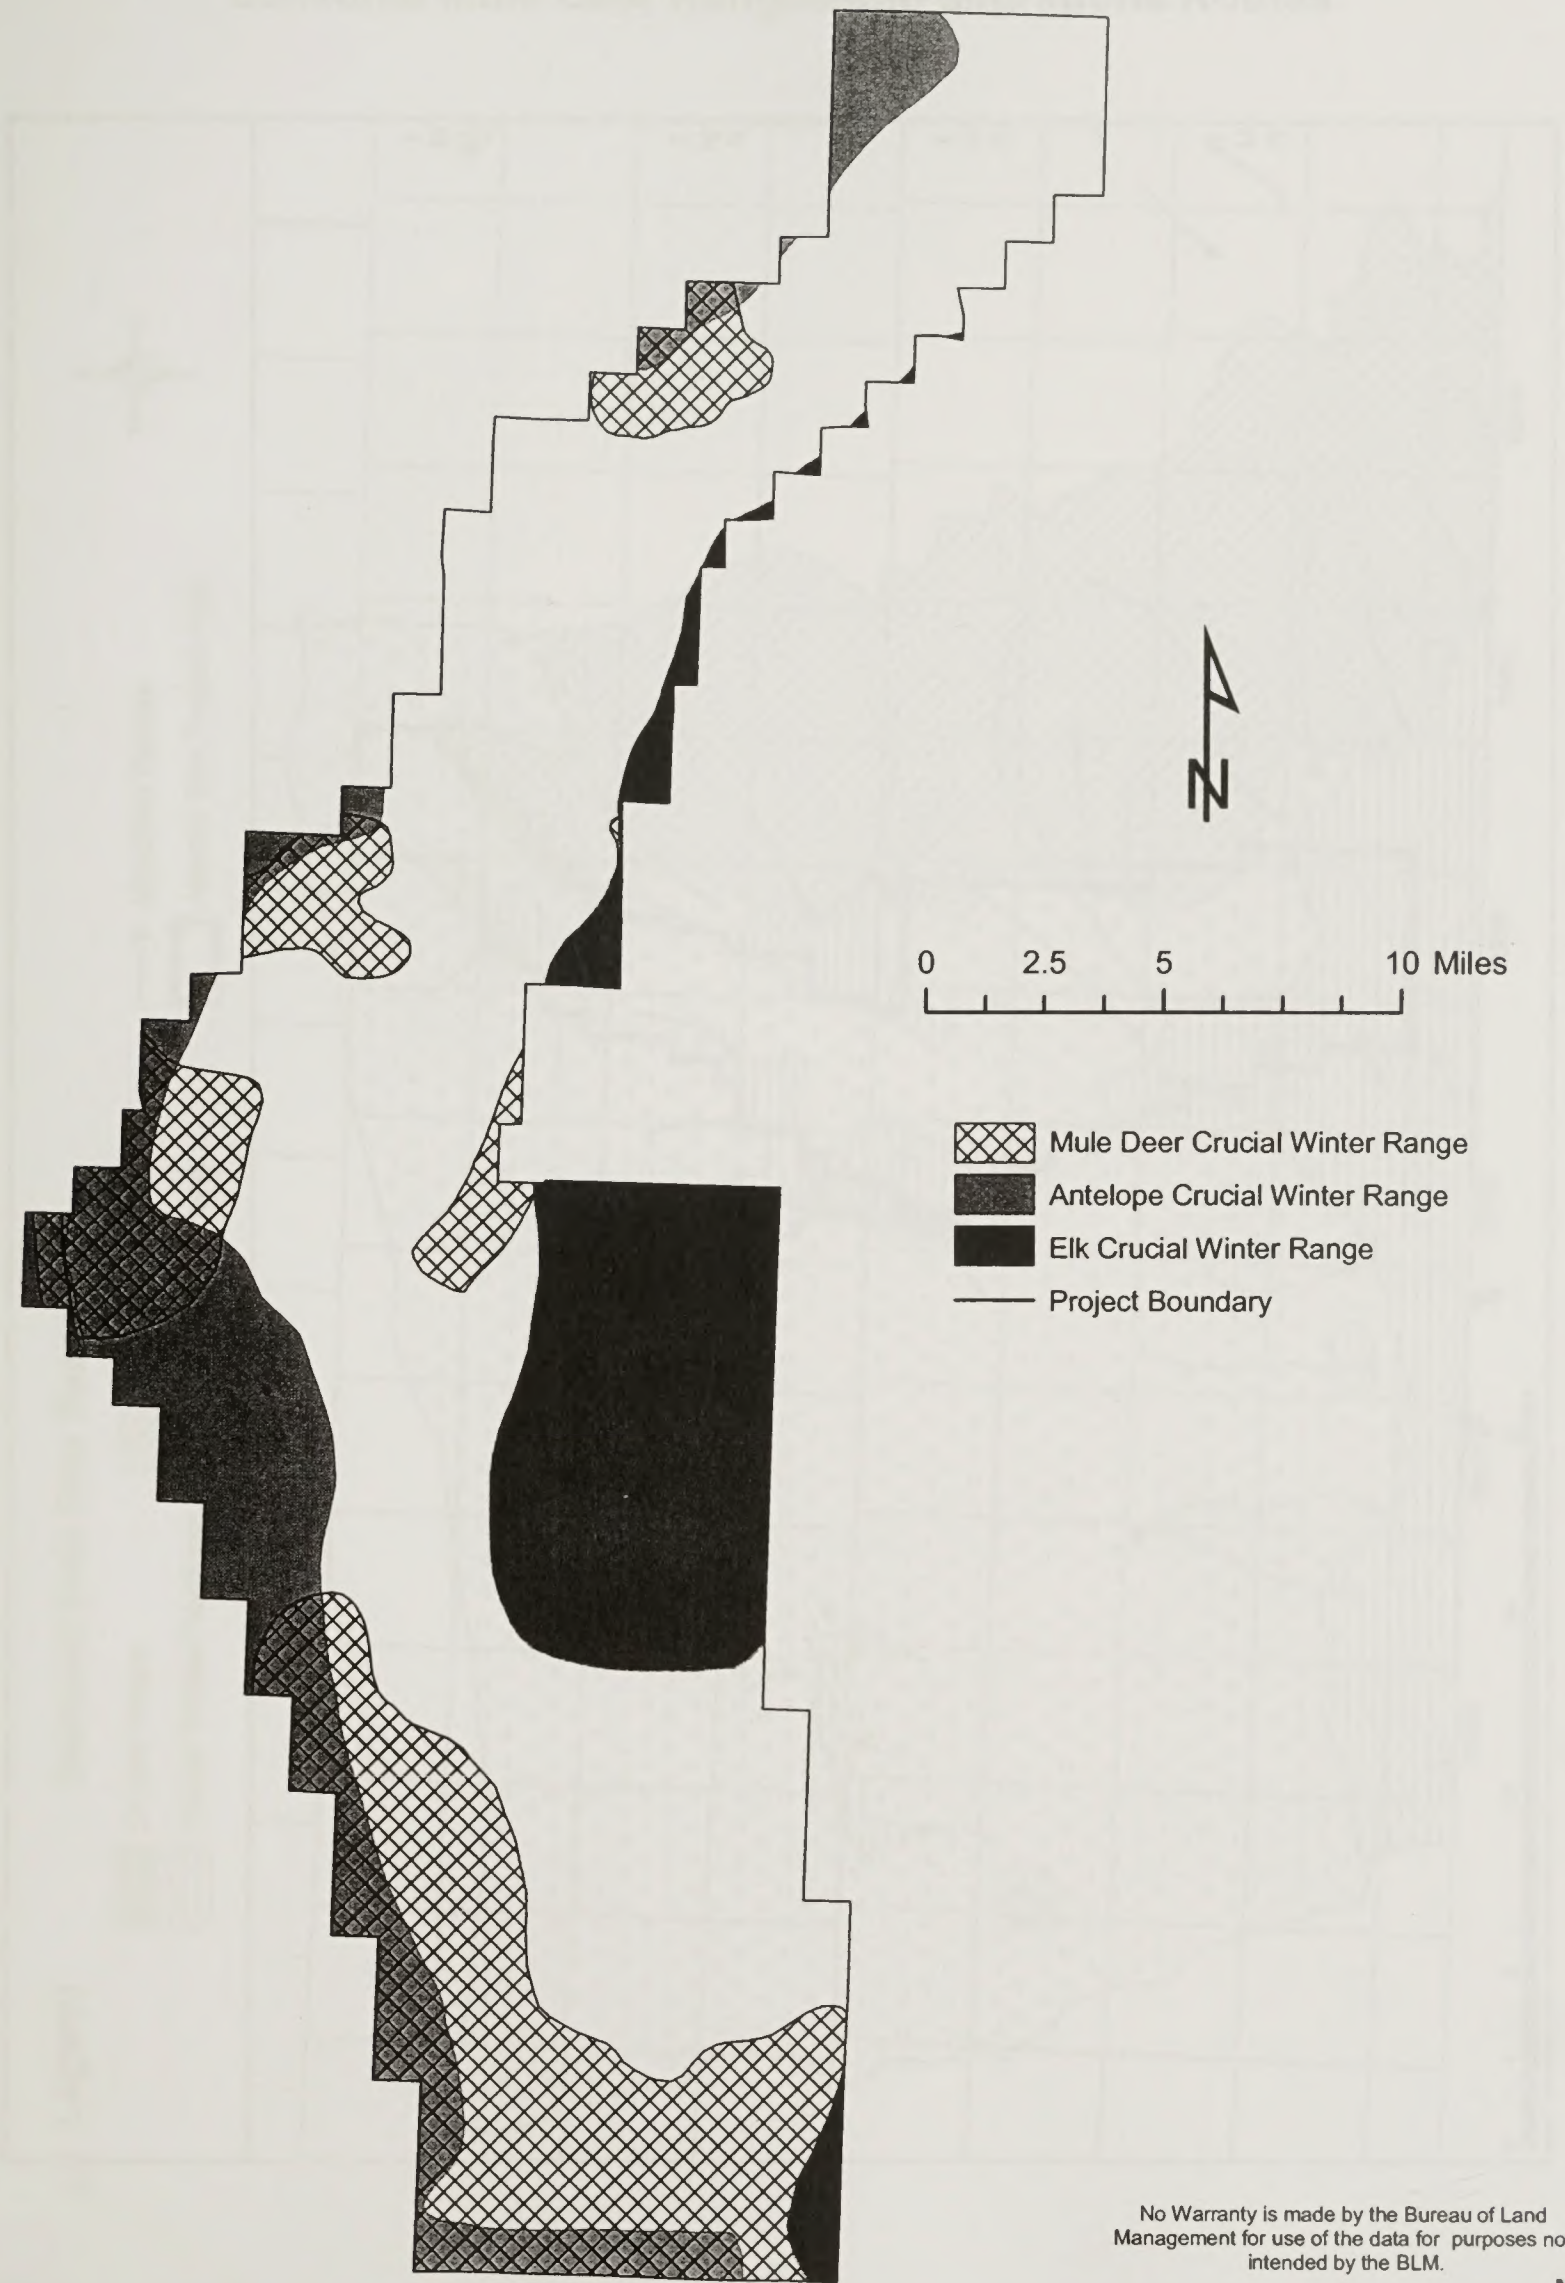 N
0 2.5 5 10 Miles
Mule Deer Crucial Winter Range
Antelope Crucial Winter Range
Elk Crucial Winter Range
Project Boundary
No Warranty is made by the Bureau of Land
Management for use of the data for purposes no
intended by the BLM.